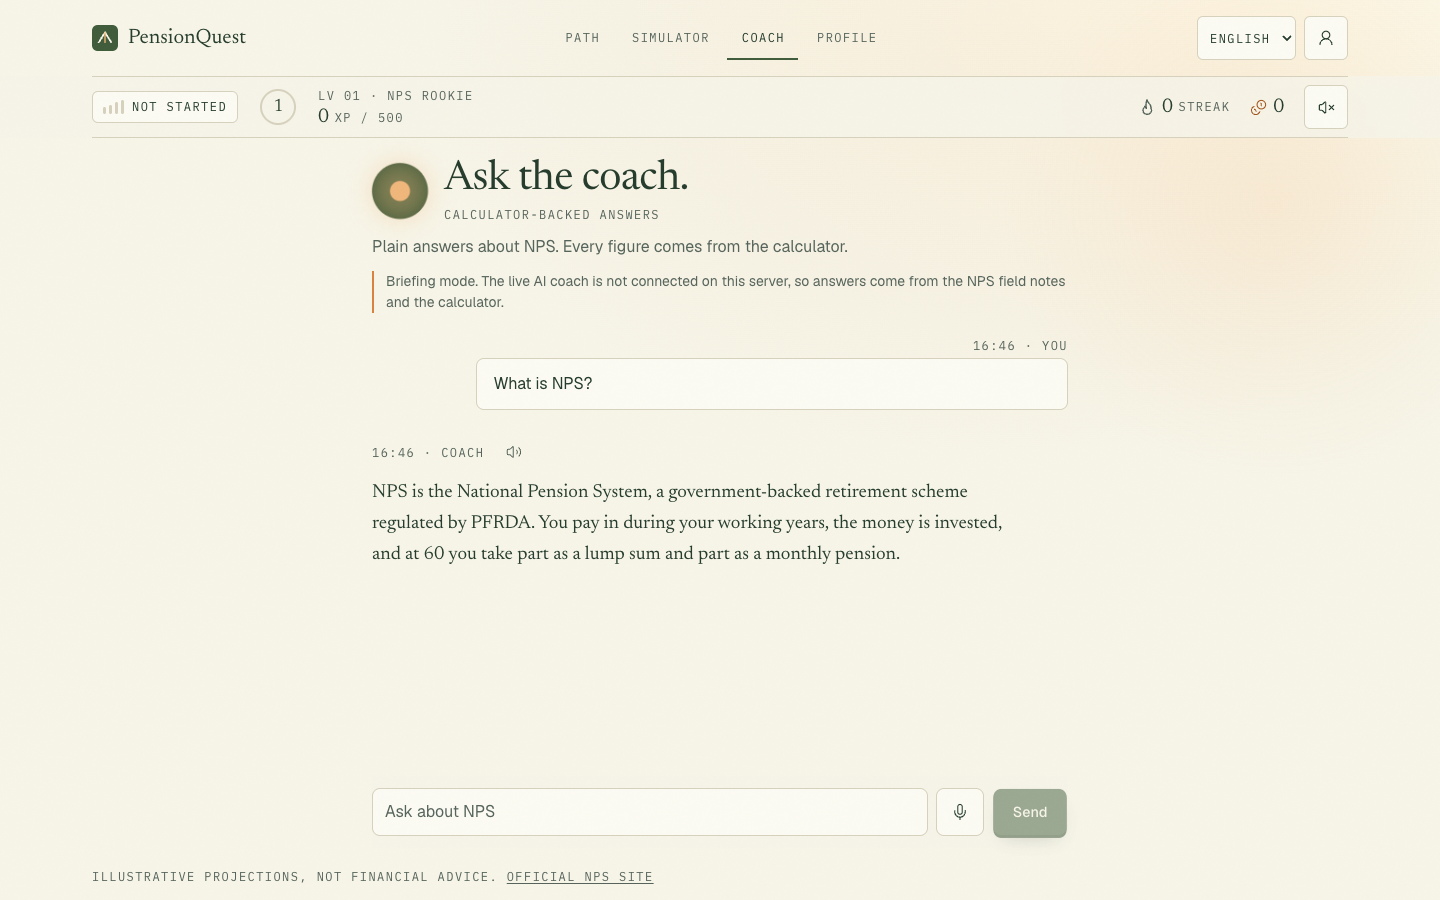 PensionQuest
PATH SIMULATOR COACH PROFILE
ENGLISH
NOT STARTED
1
LV 01 · NPS ROOKIE
0 XP / 500
0 STREAK
0
Ask the coach.
CALCULATOR-BACKED ANSWERS
Plain answers about NPS. Every figure comes from the calculator.
Briefing mode. The live AI coach is not connected on this server, so answers come from the NPS field notes
and the calculator.
16:46 · YOU
What is NPS?
16:46 · COACH
NPS is the National Pension System, a government-backed retirement scheme
regulated by PFRDA. You pay in during your working years, the money is invested,
and at 60 you take part as a lump sum and part as a monthly pension.
Ask about NPS
Send
ILLUSTRATIVE PROJECTIONS, NOT FINANCIAL ADVICE. OFFICIAL NPS SITE